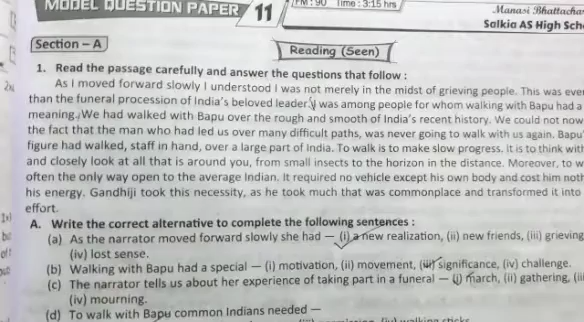 MODEL QUESTION PAPER 11
FM : 90 Time : 3:15 hrs
Manasi Bhattacha
Salkia AS High Sch
Section – A
Reading (Seen)
1. Read the passage carefully and answer the questions that follow :
As I moved forward slowly I understood I was not merely in the midst of grieving people. This was eve
than the funeral procession of India's beloved leader. I was among people for whom walking with Bapu had a
meaning. We had walked with Bapu over the rough and smooth of India's recent history. We could not now
the fact that the man who had led us over many difficult paths, was never going to walk with us again. Bapu'
figure had walked, staff in hand, over a large part of India. To walk is to make slow progress. It is to think with
and closely look at all that is around you, from small insects to the horizon in the distance. Moreover, to w
often the only way open to the average Indian. It required no vehicle except his own body and cost him noth
his energy. Gandhiji took this necessity, as he took much that was commonplace and transformed it into
effort.
A. Write the correct alternative to complete the following sentences :
(a) As the narrator moved forward slowly she had — (i) a new realization, (ii) new friends, (iii) grieving
(iv) lost sense.
(b) Walking with Bapu had a special — (i) motivation, (ii) movement, (iii) significance, (iv) challenge.
(c) The narrator tells us about her experience of taking part in a funeral — (i) march, (ii) gathering, (iii
(iv) mourning.
(d) To walk with Bapu common Indians needed —
(iv) walking sticks